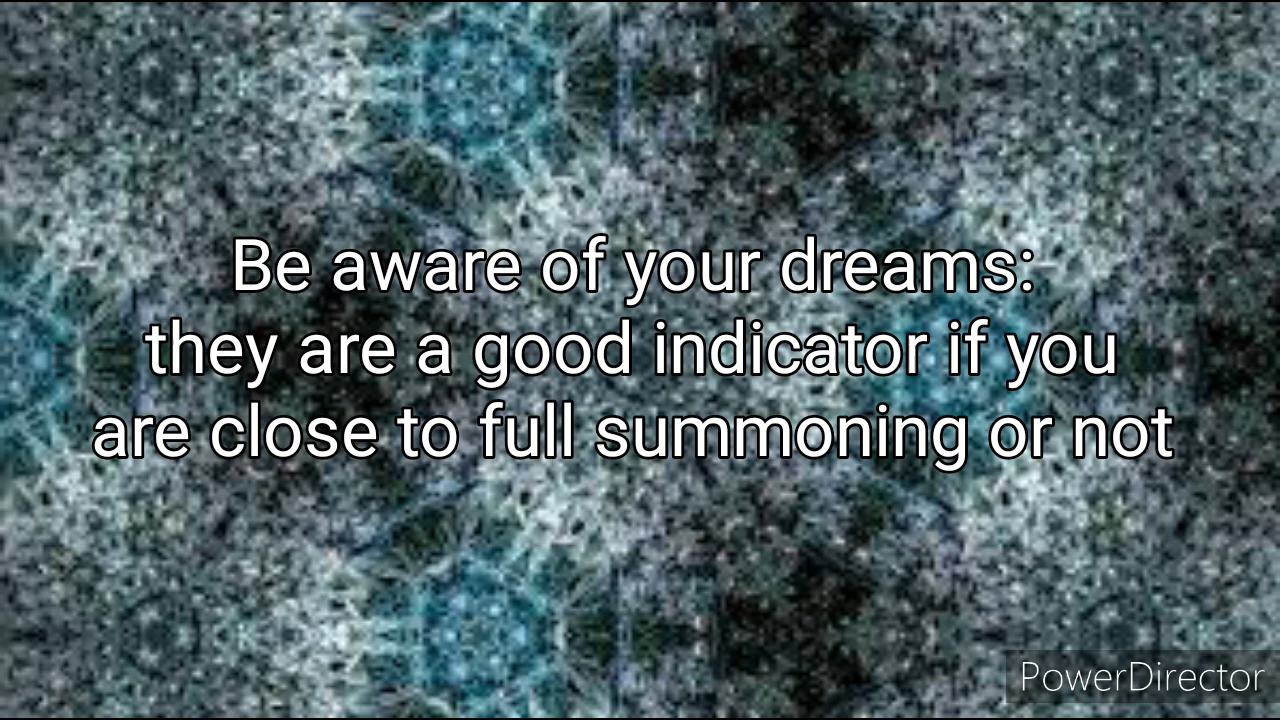 Be aware of your dreams:
they are a good indicator if you
are close to full summoning or not
PowerDirector